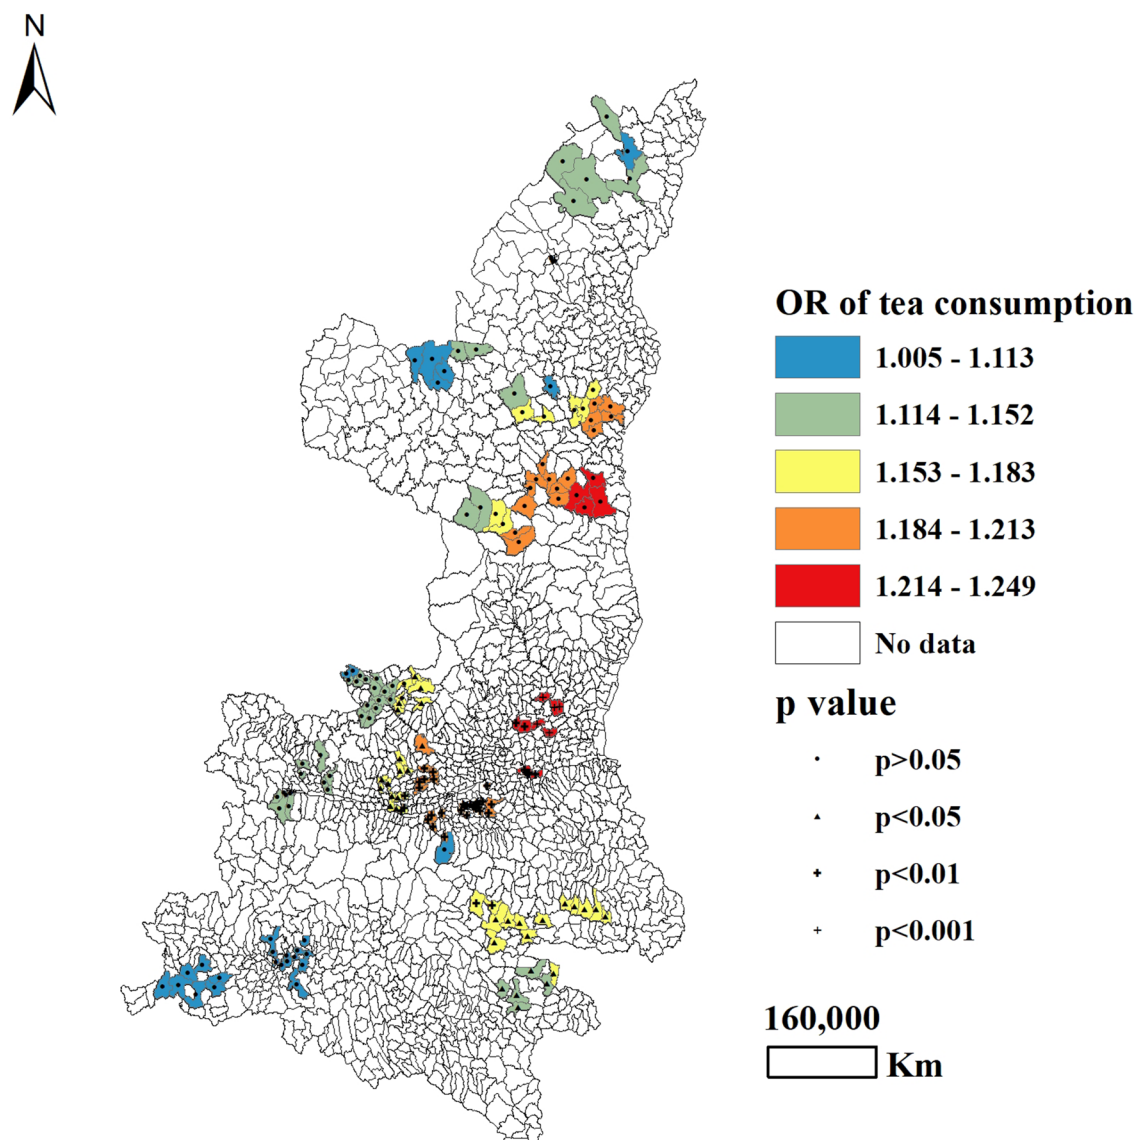 N
OR of tea consumption
1.005 - 1.113
1.114 - 1.152
1.153 - 1.183
1.184 - 1.213
1.214 - 1.249
No data
p value
p>0.05
p<0.05
p<0.01
p<0.001
160,000
Km